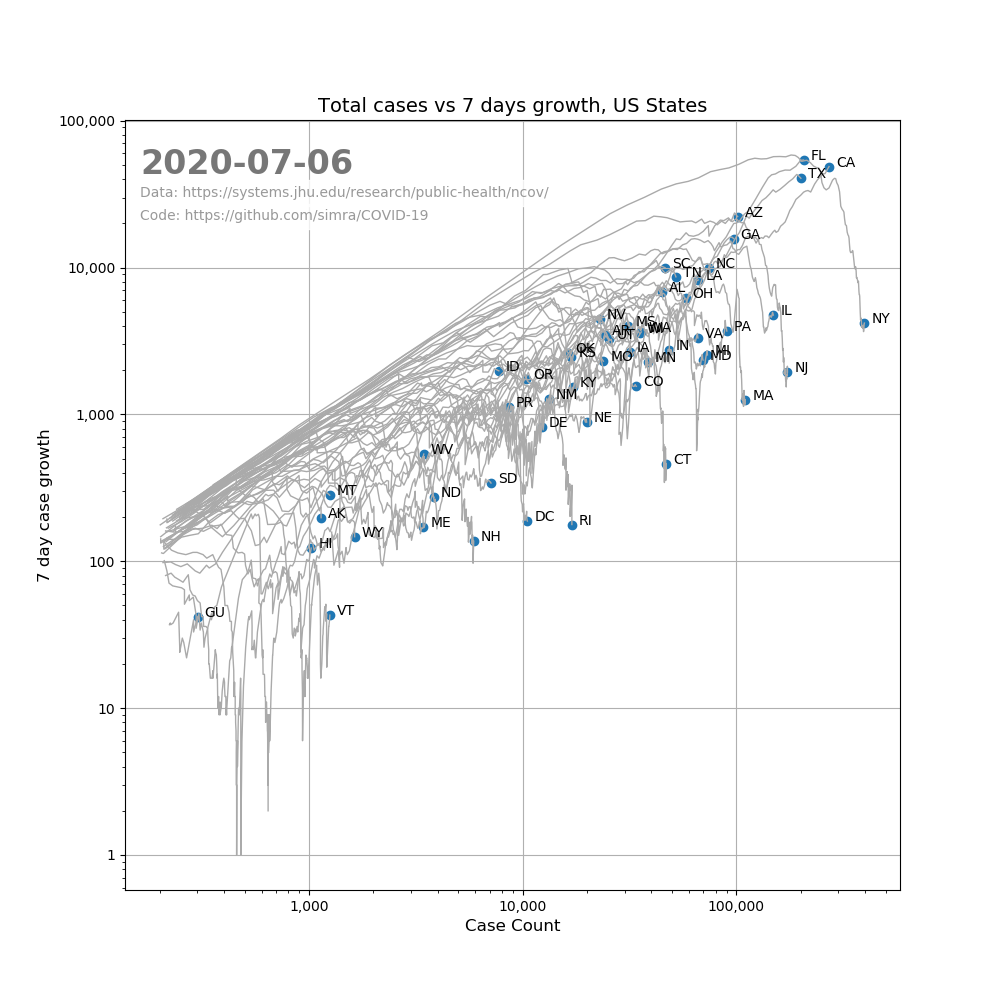 Total cases vs 7 days growth, US States
100,000
2020-07-06
Data: https://systems.jhu.edu/research/public-health/ncov/
Code: https://github.com/simra/COVID-19
FL
CA
TX
AZ
GA
10,000
SC
NC
TN
LA
AL
OH
NV
MS
IL
NY
PA
VA
UT
IA
IN
OK
KS
MO
MN
MI
MD
ID
OR
NJ
KY
CO
NM
MA
PR
1,000
DE
NE
WV
CT
SD
MT
ND
AK
DC
RI
ME
WY
NH
HI
100
GU
VT
10
1
7 day case growth
1,000
10,000
100,000
Case Count